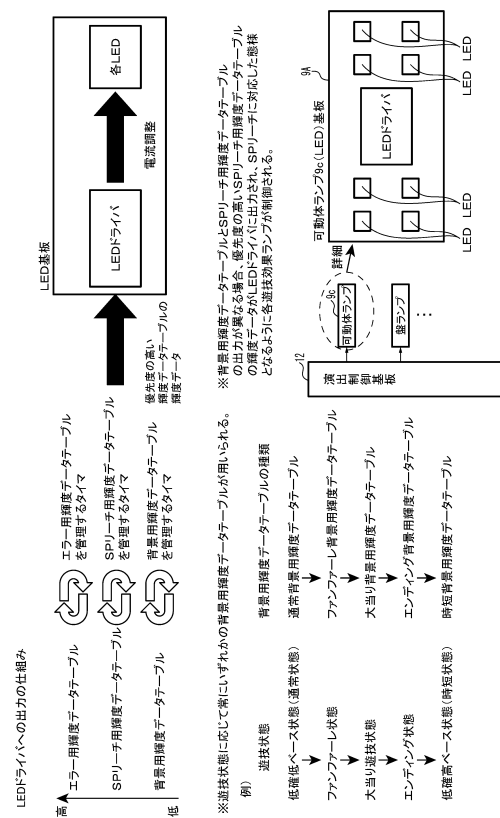 LEDドライバへの出力の仕組み
高
低
エラー用輝度データテーブル
SPリーチ用輝度データテーブル
背景用輝度データテーブル
エラー用輝度データテーブル
を管理するタイマ
SPリーチ用輝度データテーブル
を管理するタイマ
背景用輝度データテーブル
を管理するタイマ
優先度の高い
輝度データテーブルの
輝度データ
LED基板
LEDドライバ
電流調整
各LED
※遊技状態に応じて常にいずれかの背景用輝度データテーブルが用いられる。
例)
遊技状態
背景用輝度データテーブルの種類
低確低ベース状態(通常状態)
通常背景用輝度データテーブル
ファンファーレ状態
ファンファーレ背景用輝度データテーブル
大当り遊技状態
大当り背景用輝度データテーブル
エンディング状態
エンディング背景用輝度データテーブル
低確高ベース状態(時短状態)
時短背景用輝度データテーブル
※背景用輝度データテーブルとSPリーチ用輝度データテーブル
の出力が異なる場合、優先度の高いSPリーチ用輝度データテーブル
の輝度データがLEDドライバに出力され、SPリーチに対応した態様
となるように各遊技効果ランプが制御される。
12
演出制御基板
9c
可動体ランプ
盤ランプ
⋯
詳細
可動体ランプ9c(LED)基板
9A
LEDドライバ
LED
LED
LED
LED